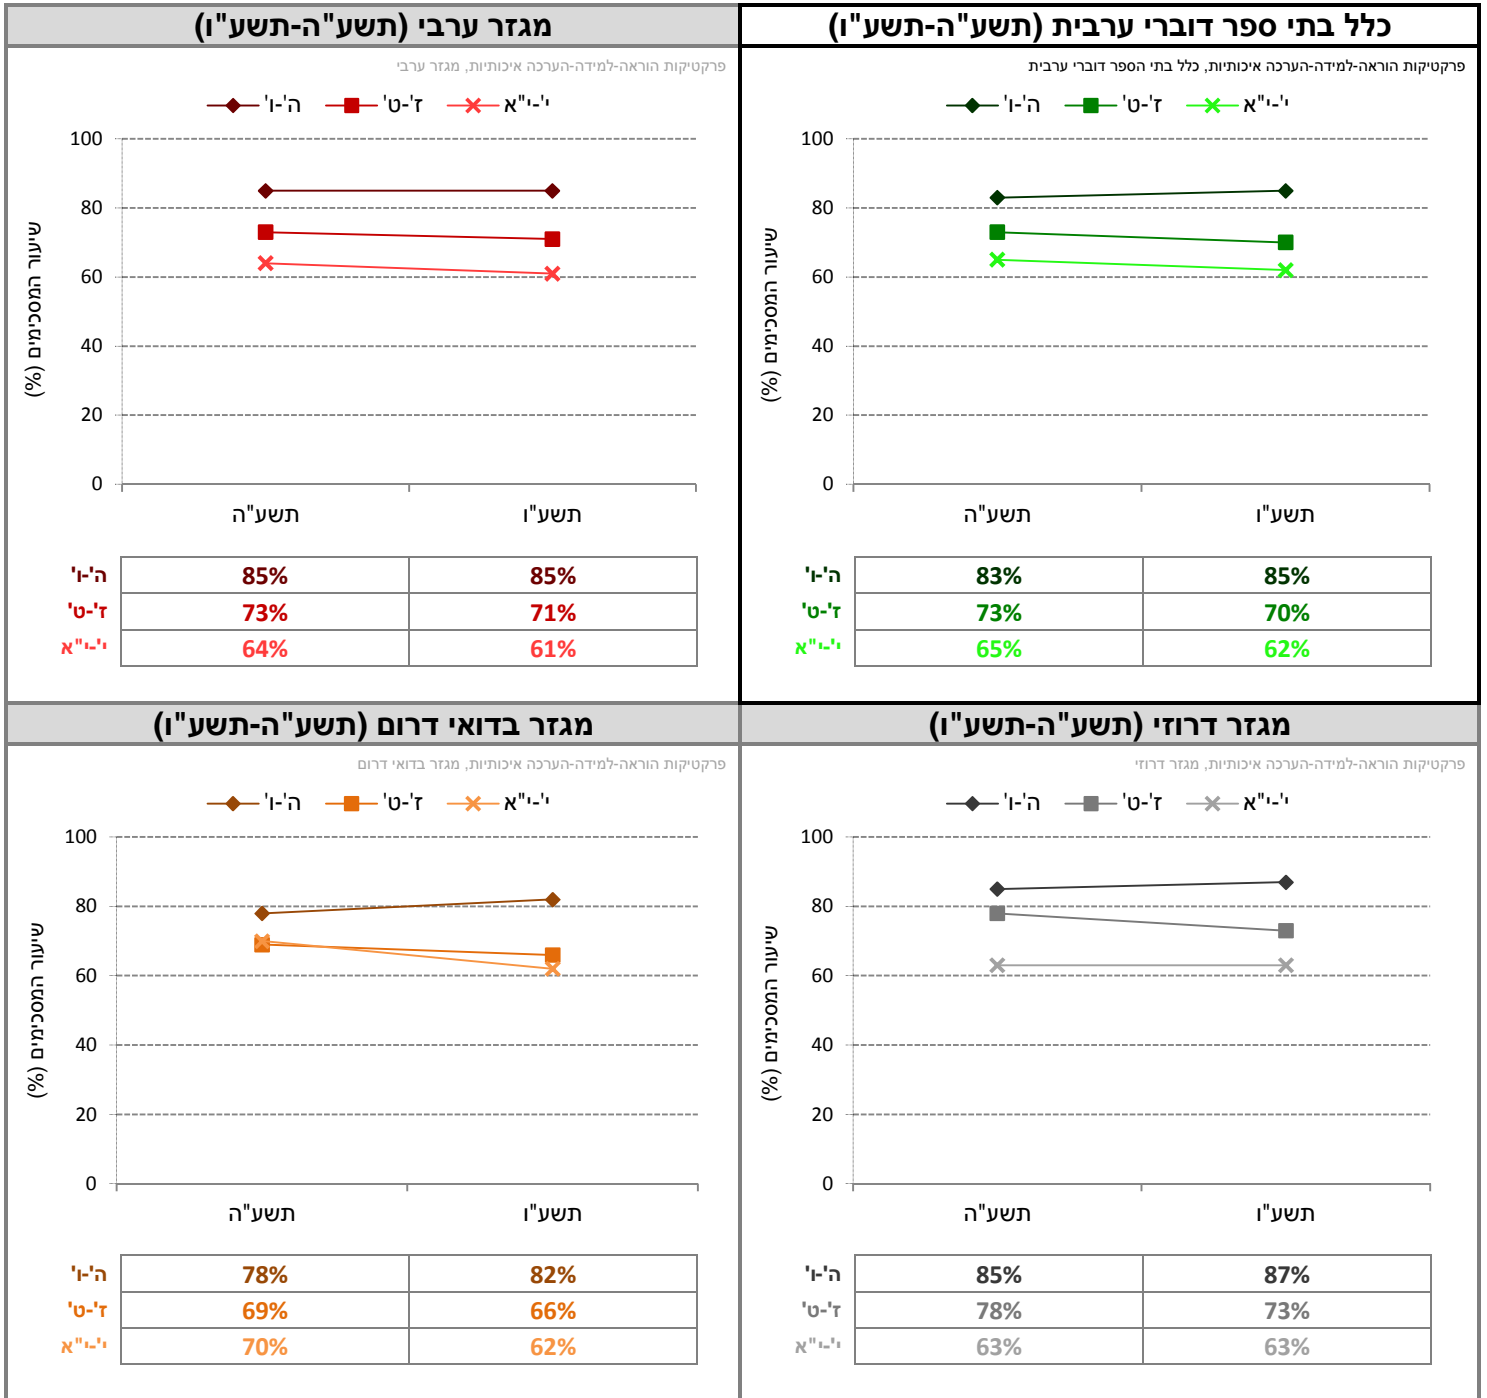 כלל בתי ספר דוברי ערבית (תשע"ה-תשע"ו)
פרקטיקות הוראה-למידה-הערכה איכותיות, כלל בתי הספר דוברי ערבית
ה'-ו' ז'-ט' י'-י"א
שיעור המסכימים (%)
100
80
60
40
20
0
תשע"ה תשע"ו
ה'-ו' 83% 85%
ז'-ט' 73% 70%
י'-י"א 65% 62%
מגזר ערבי (תשע"ה-תשע"ו)
פרקטיקות הוראה-למידה-הערכה איכותיות, מגזר ערבי
ה'-ו' ז'-ט' י'-י"א
שיעור המסכימים (%)
100
80
60
40
20
0
תשע"ה תשע"ו
ה'-ו' 85% 85%
ז'-ט' 73% 71%
י'-י"א 64% 61%
מגזר דרוזי (תשע"ה-תשע"ו)
פרקטיקות הוראה-למידה-הערכה איכותיות, מגזר דרוזי
ה'-ו' ז'-ט' י'-י"א
שיעור המסכימים (%)
100
80
60
40
20
0
תשע"ה תשע"ו
ה'-ו' 85% 87%
ז'-ט' 78% 73%
י'-י"א 63% 63%
מגזר בדואי דרום (תשע"ה-תשע"ו)
פרקטיקות הוראה-למידה-הערכה איכותיות, מגזר בדואי דרום
ה'-ו' ז'-ט' י'-י"א
שיעור המסכימים (%)
100
80
60
40
20
0
תשע"ה תשע"ו
ה'-ו' 78% 82%
ז'-ט' 69% 66%
י'-י"א 70% 62%